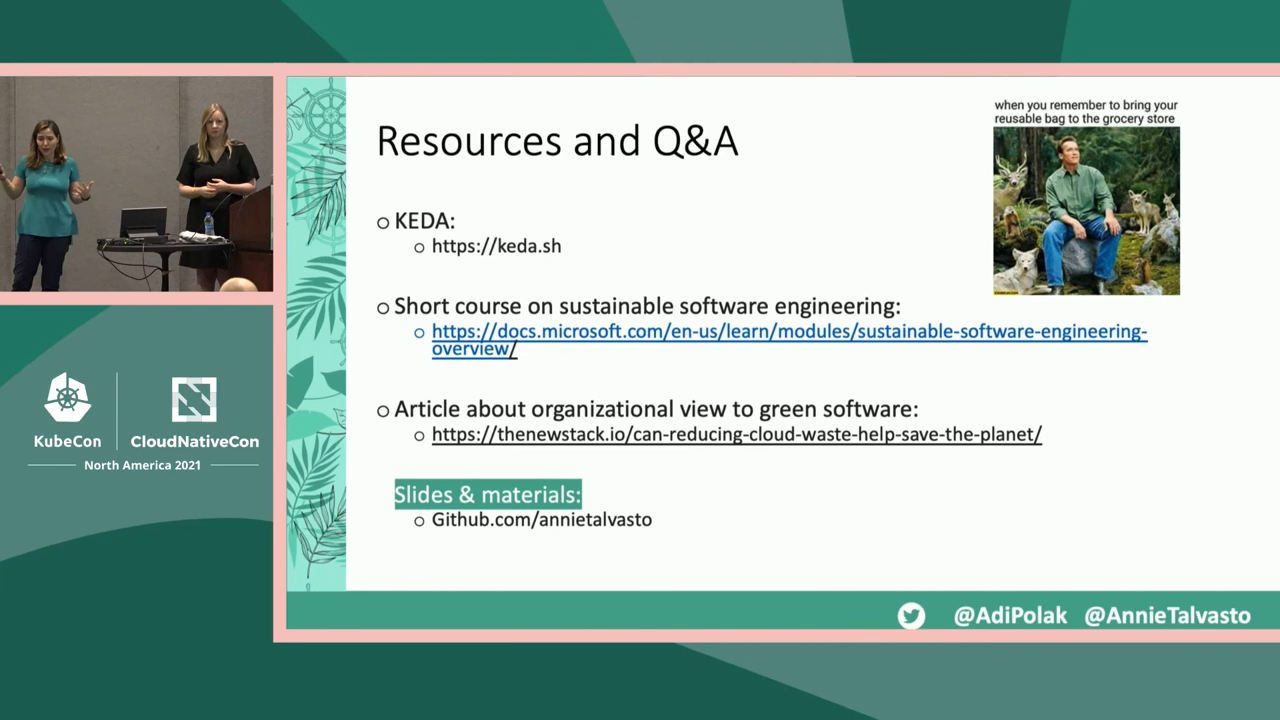 when you remember to bring your
reusable bag to the grocery store
Resources and Q&A
KEDA:
https://keda.sh
Short course on sustainable software engineering:
https://docs.microsoft.com/en-us/learn/modules/sustainable-software-engineering-
overview/
Article about organizational view to green software:
https://thenewstack.io/can-reducing-cloud-waste-help-save-the-planet/
Slides & materials:
Github.com/annietalvasto
@AdiPolak @AnnieTalvasto
KubeCon
CloudNativeCon
North America 2021